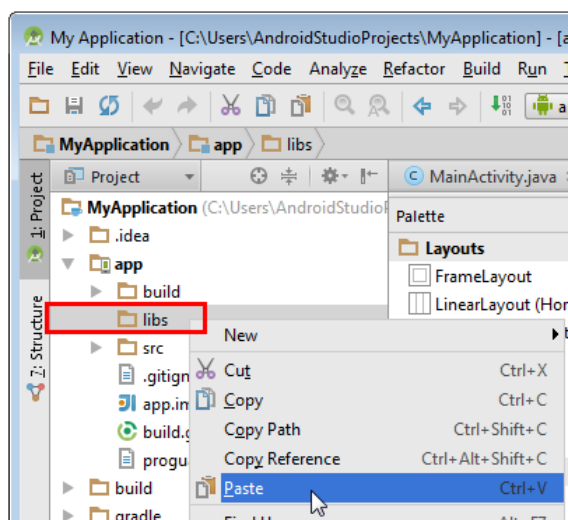 My Application - [C:\Users\AndroidStudioProjects\MyApplication] - [a
File Edit View Navigate Code Analyze Refactor Build Run
a
MyApplication app libs
1: Project
7: Structure
Project
MainActivity.java
MyApplication (C:\Users\AndroidStudioP
.idea
app
build
libs
src
.gitign
app.im
build.g
progua
build
gradle
Palette
Layouts
FrameLayout
LinearLayout (Hor
New
Cut Ctrl+X
Copy Ctrl+C
Copy Path Ctrl+Shift+C
Copy Reference Ctrl+Alt+Shift+C
Paste Ctrl+V